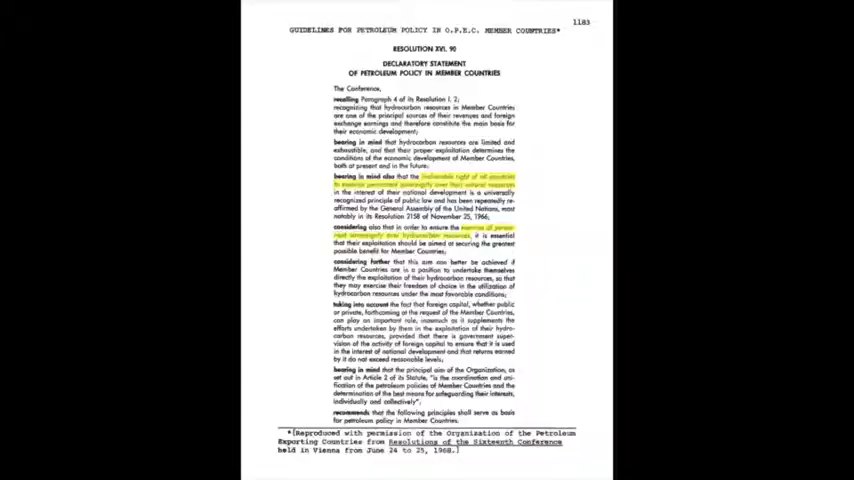 1183
GUIDELINES FOR PETROLEUM POLICY IN O.P.E.C. MEMBER COUNTRIES*
RESOLUTION XVI. 90
DECLARATORY STATEMENT
OF PETROLEUM POLICY IN MEMBER COUNTRIES
The Conference,
recalling Paragraph 4 of its Resolution I. 2;
recognizing that hydrocarbon resources in Member Countries
are one of the principal sources of their revenues and foreign
exchange earnings and therefore constitute the main basis for
their economic development;
bearing in mind that hydrocarbon resources are limited and
exhaustible, and that their proper exploitation determines the
conditions of the economic development of Member Countries,
both at present and in the future;
bearing in mind also that the inalienable right of all countries
to exercise permanent sovereignty over their natural resources
in the interest of their national development is a universally
recognized principle of public law and has been repeatedly re-
affirmed by the General Assembly of the United Nations, most
notably in its Resolution 2158 of November 25, 1966;
considering also that in order to ensure the exercise of perma-
nent sovereignty over hydrocarbon resources, it is essential
that their exploitation should be aimed at securing the greatest
possible benefit for Member Countries;
considering further that this aim can better be achieved if
Member Countries are in a position to undertake themselves
directly the exploitation of their hydrocarbon resources, so that
they may exercise their freedom of choice in the utilization of
hydrocarbon resources under the most favorable conditions;
taking into account the fact that foreign capital, whether public
or private, forthcoming at the request of the Member Countries,
can play an important role, inasmuch as it supplements the
efforts undertaken by them in the exploitation of their hydro-
carbon resources, provided that there is government super-
vision of the activity of foreign capital to ensure that it is used
in the interest of national development and that returns earned
by it do not exceed reasonable levels;
bearing in mind that the principal aim of the Organization, as
set out in Article 2 of its Statute, "is the coordination and uni-
fication of the petroleum policies of Member Countries and the
determination of the best means for safeguarding their interests,
individually and collectively";
recommends that the following principles shall serve as basis
for petroleum policy in Member Countries.
*[Reproduced with permission of the Organization of the Petroleum
Exporting Countries from Resolutions of the Sixteenth Conference
held in Vienna from June 24 to 25, 1968.]